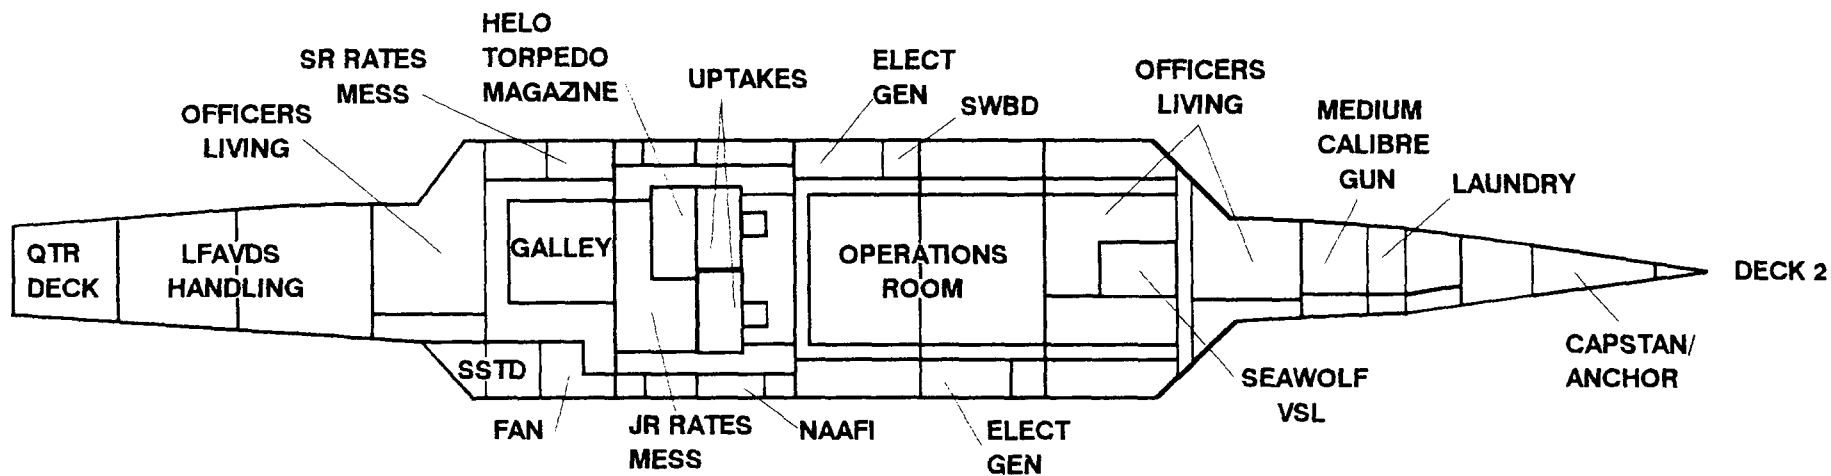 HELO
TORPEDO
MAGAZINE
SR RATES
MESS
UPTAKES
ELECT
GEN
SWBD
OFFICERS
LIVING
OFFICERS
LIVING
MEDIUM
CALIBRE
GUN
LAUNDRY
QTR
DECK
LFAVDS
HANDLING
GALLEY
OPERATIONS
ROOM
DECK 2
SSTD
FAN
JR RATES
MESS
NAAFI
ELECT
GEN
SEAWOLF
VSL
CAPSTAN/
ANCHOR